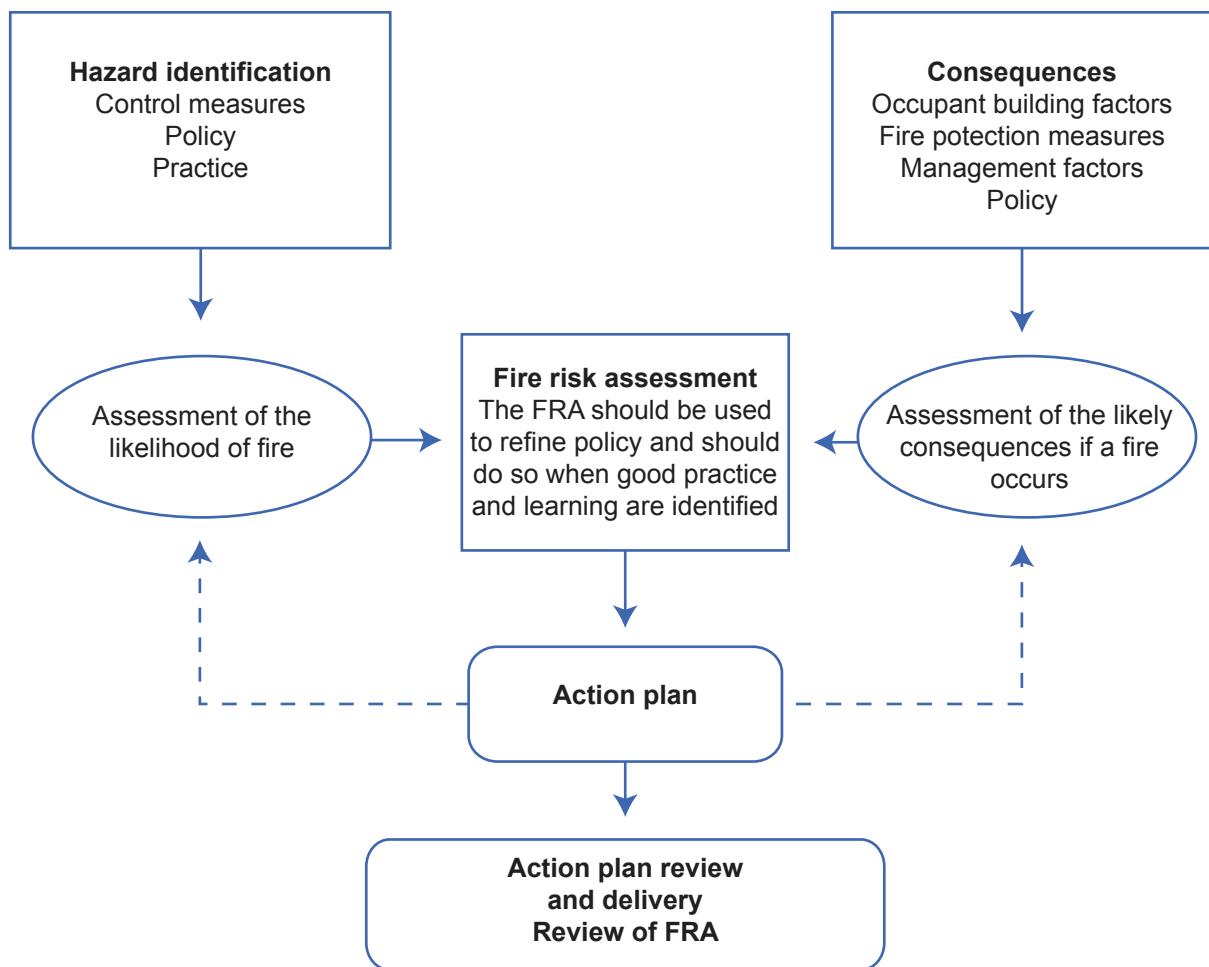 Hazard identification
Control measures
Policy
Practice
Consequences
Occupant building factors
Fire potection measures
Management factors
Policy
Assessment of the
likelihood of fire
Fire risk assessment
The FRA should be used
to refine policy and should
do so when good practice
and learning are identified
Assessment of the likely
consequences if a fire
occurs
Action plan
Action plan review
and delivery
Review of FRA